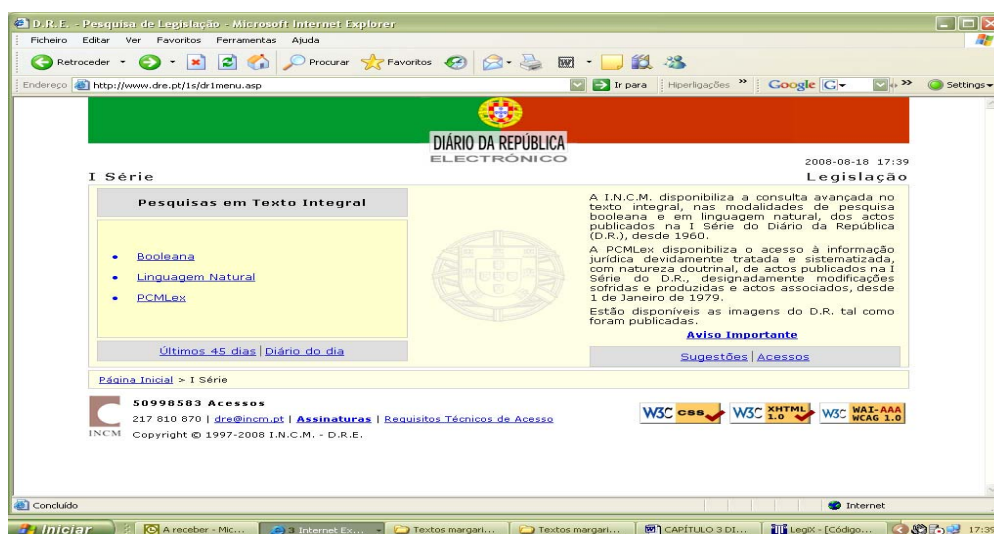 D.R.E. - Pesquisa de Legislação - Microsoft Internet Explorer
Ficheiro Editar Ver Favoritos Ferramentas Ajuda
Retroceder Procurar Favoritos
Endereço http://www.dre.pt/1s/dr1menu.asp Ir para Hiperligações » Google G » Settings
DIÁRIO DA REPÚBLICA
ELECTRÓNICO
2008-08-18 17:39
I Série Legislação
Pesquisas em Texto Integral
• Booleana
• Linguagem Natural
• PCMLex
Últimos 45 dias | Diário do dia
A I.N.C.M. disponibiliza a consulta avançada no
texto integral, nas modalidades de pesquisa
booleana e em linguagem natural, dos actos
publicados na I Série do Diário da República
(D.R.), desde 1960.
A PCMLex disponibiliza o acesso à informação
jurídica devidamente tratada e sistematizada,
com natureza doutrinal, de actos publicados na I
Série do D.R., designadamente modificações
sofridas e produzidas e actos associados, desde
1 de Janeiro de 1979.
Estão disponíveis as imagens do D.R. tal como
foram publicadas.
Aviso Importante
Sugestões | Acessos
Página Inicial > I Série
50998583 Acessos
217 810 870 | dre@incm.pt | Assinaturas | Requisitos Técnicos de Acesso
INCM Copyright © 1997-2008 I.N.C.M. - D.R.E.
W3C css W3C XHTML 1.0 W3C WAI-AAA WCAG 1.0
Concluído Internet
Iniciar A receber - Mic... 3 Internet Ex... Textos margari... Textos margari... CAPÍTULO 3 DI... LegiX - [Código... 17:39